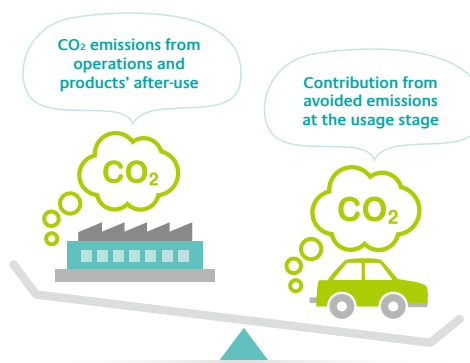 CO₂ emissions from
operations and
products’ after-use
Contribution from
avoided emissions
at the usage stage
CO₂
CO₂